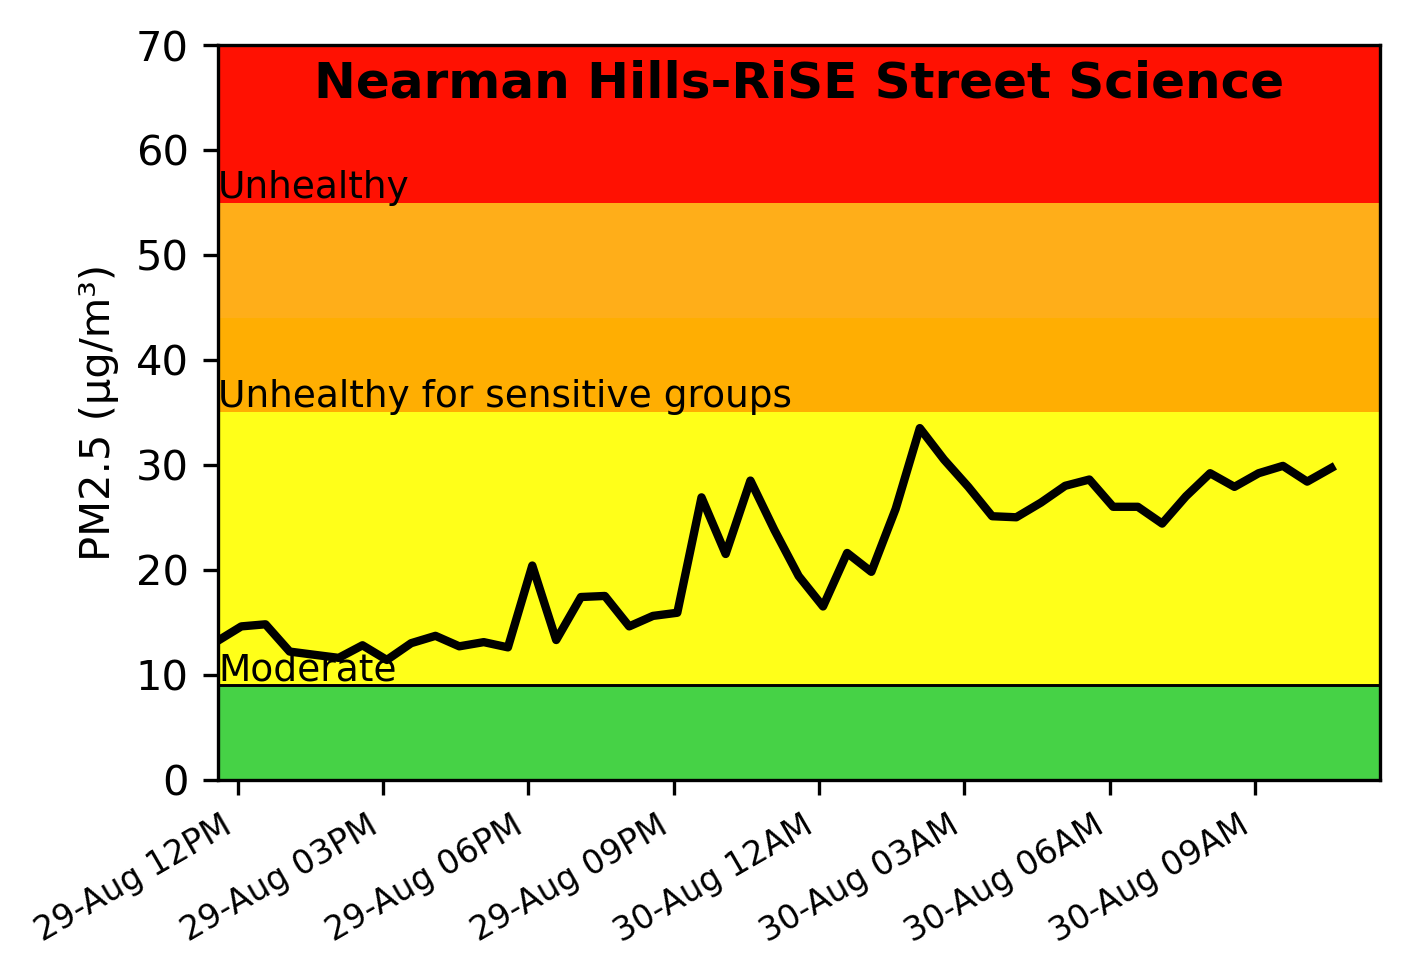 Nearman Hills-RiSE Street Science
70
60
Unhealthy
50
40
Unhealthy for sensitive groups
30
20
10
Moderate
0
PM2.5 (µg/m³)
29-Aug 12PM
29-Aug 03PM
29-Aug 06PM
29-Aug 09PM
30-Aug 12AM
30-Aug 03AM
30-Aug 06AM
30-Aug 09AM